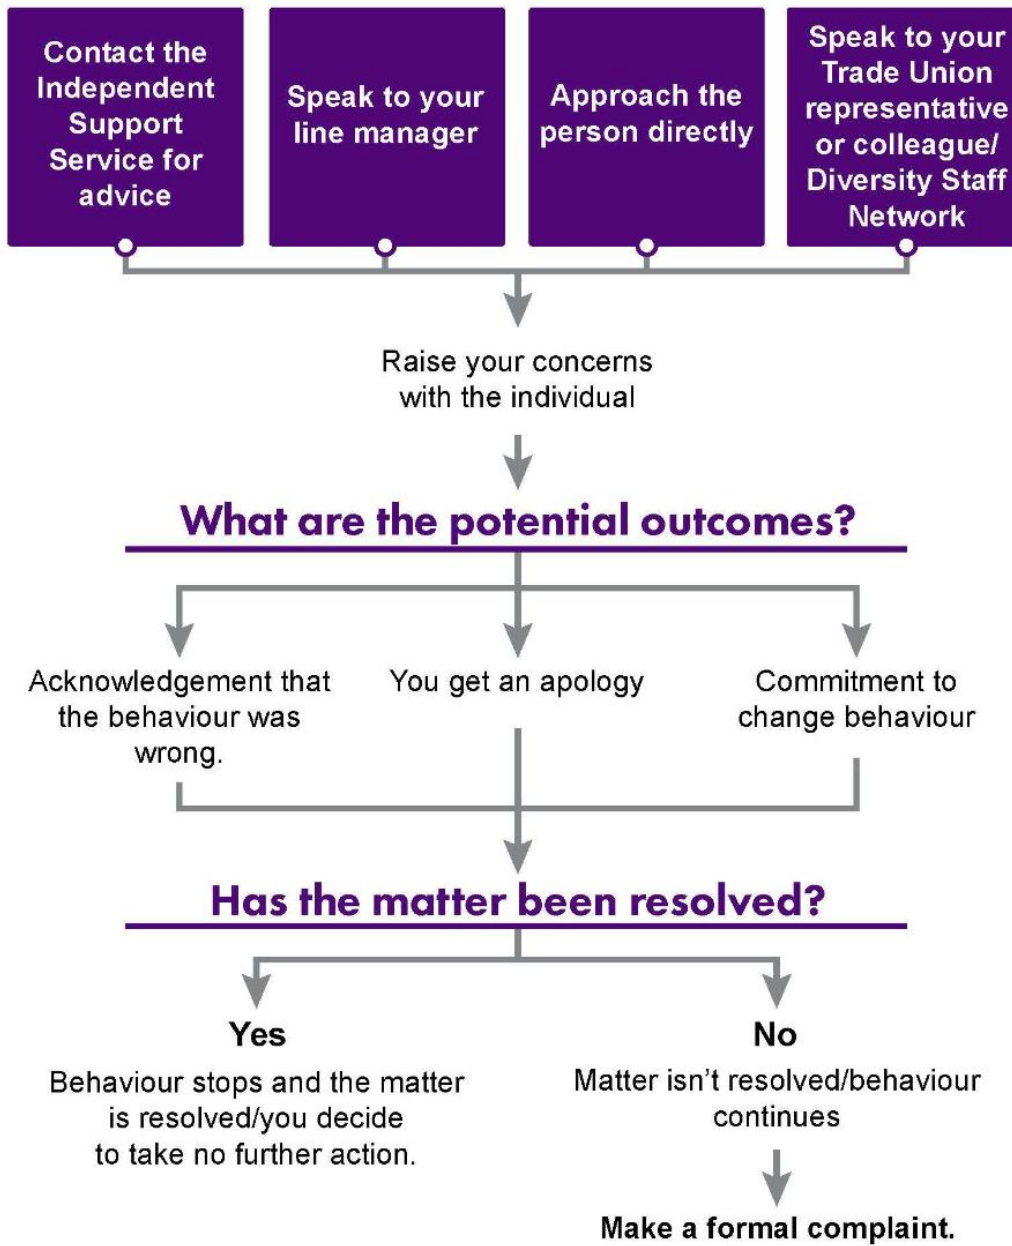 Contact the
Independent
Support
Service for
advice
Speak to your
line manager
Approach the
person directly
Speak to your
Trade Union
representative
or colleague/
Diversity Staff
Network
Raise your concerns
with the individual
What are the potential outcomes?
Acknowledgement that
the behaviour was
wrong.
You get an apology
Commitment to
change behaviour
Has the matter been resolved?
Yes
Behaviour stops and the matter
is resolved/you decide
to take no further action.
No
Matter isn't resolved/behaviour
continues
Make a formal complaint.